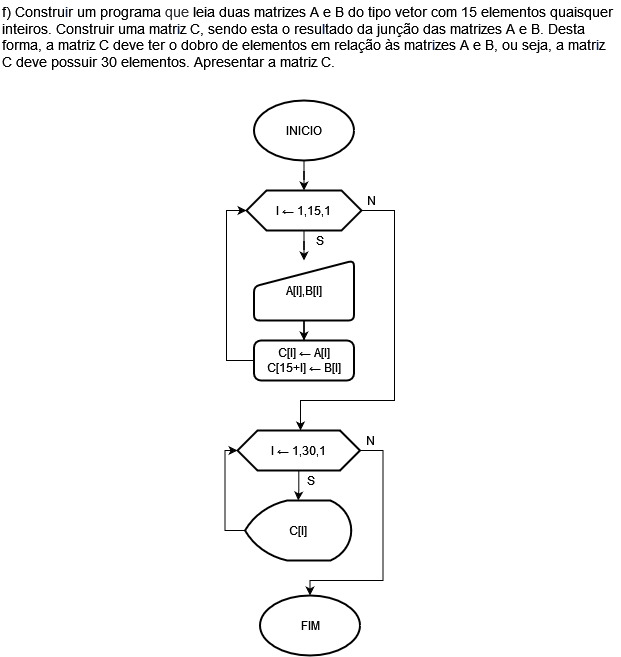 f) Construir um programa que leia duas matrizes A e B do tipo vetor com 15 elementos quaisquer
inteiros. Construir uma matriz C, sendo esta o resultado da junção das matrizes A e B. Desta
forma, a matriz C deve ter o dobro de elementos em relação às matrizes A e B, ou seja, a matriz
C deve possuir 30 elementos. Apresentar a matriz C.
INICIO
I ← 1,15,1
N
S
A[I],B[I]
C[I] ← A[I]
C[15+I] ← B[I]
I ← 1,30,1
N
S
C[I]
FIM